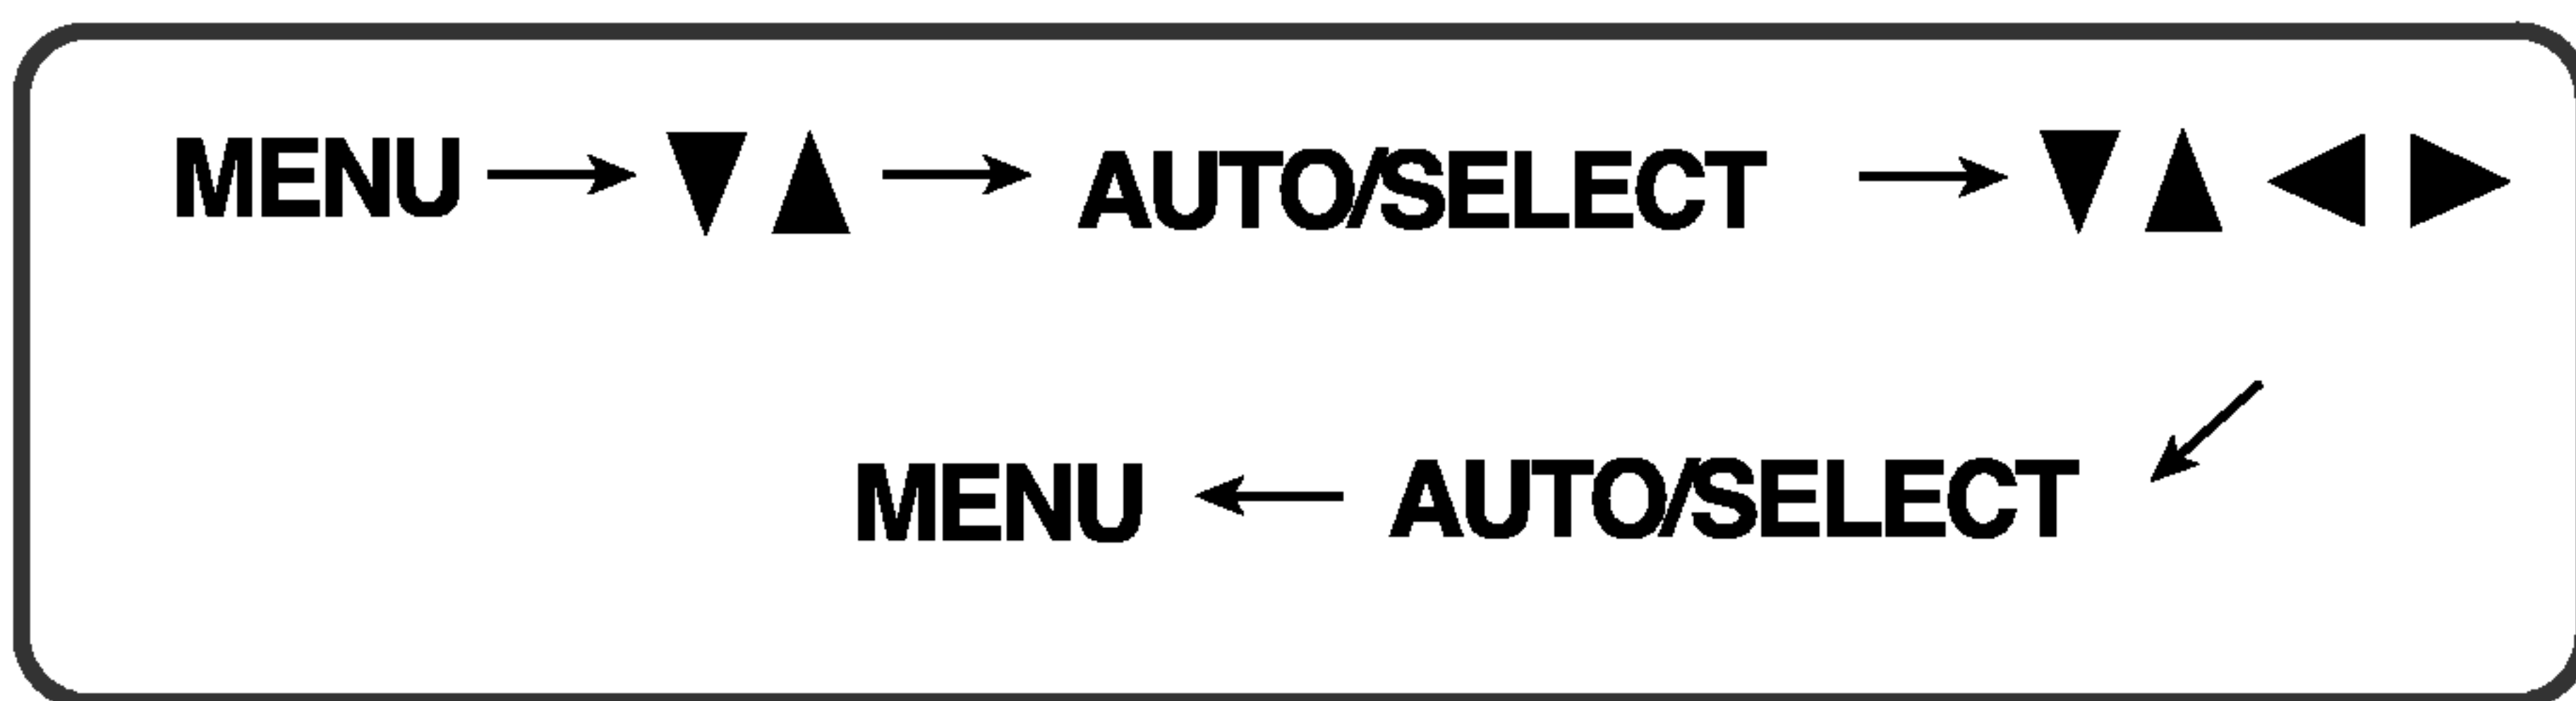 MENU → ▼ ▲ → AUTO/SELECT → ▼ ▲ ◀ ▶
MENU ← AUTO/SELECT ↙